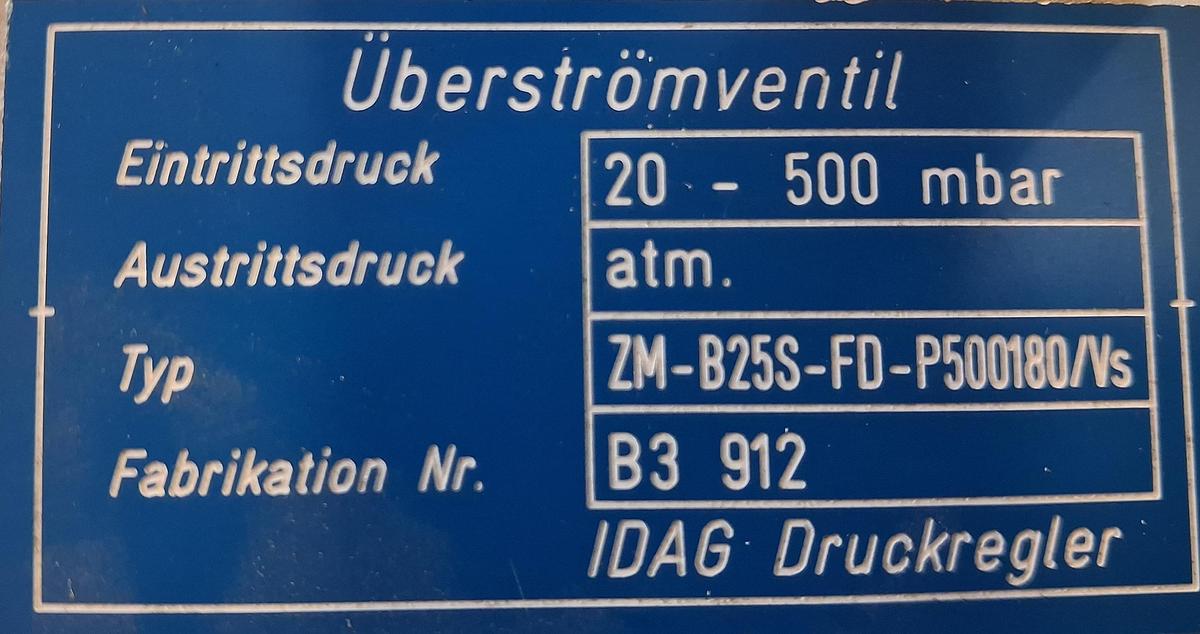 Überströmventil
Eintrittsdruck 20 - 500 mbar
Austrittsdruck atm.
Typ ZM-B25S-FD-P500180/Vs
Fabrikation Nr. B3 912
IDAG Druckregler